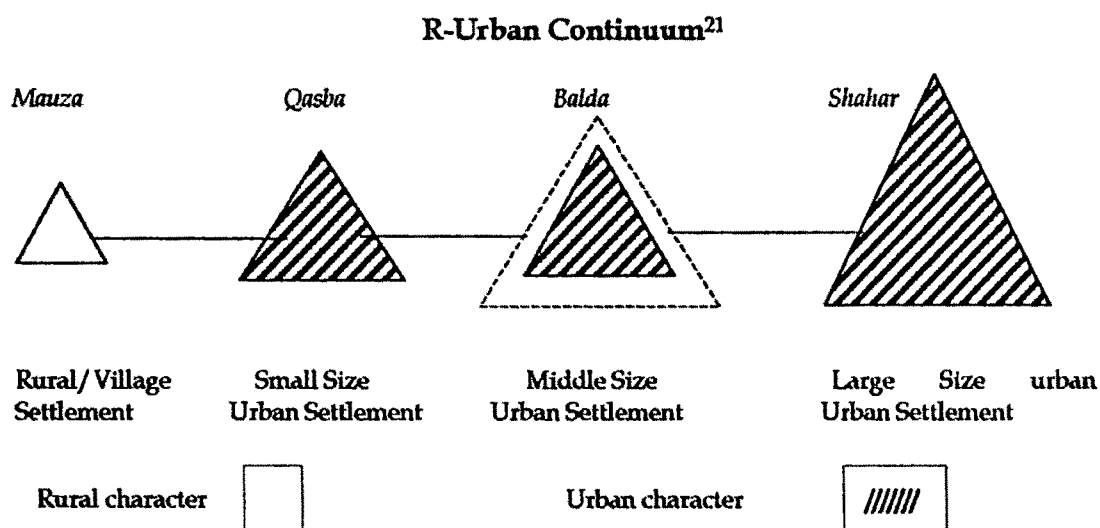 R-Urban Continuum21
Mauza Qasba Balda Shahar
Rural/Village Small Size Middle Size Large Size urban
Settlement Urban Settlement Urban Settlement Urban Settlement
Rural character Urban character